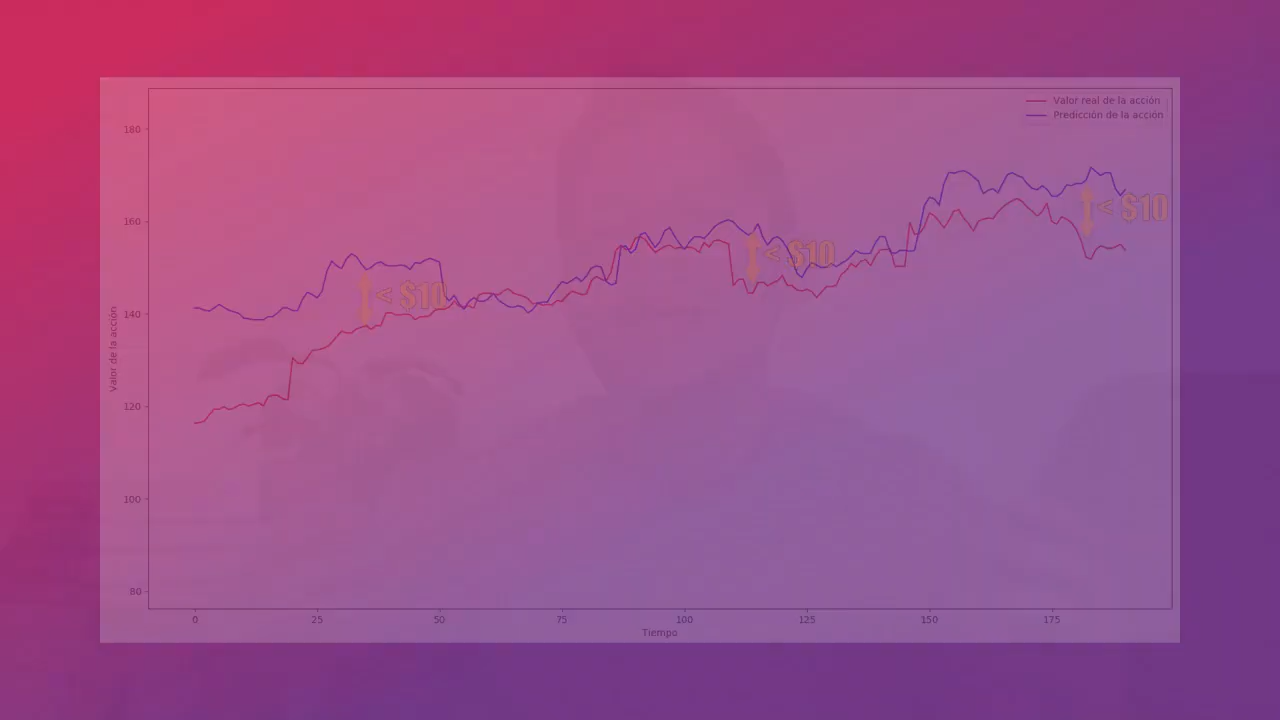 Valor real de la acción
Predicción de la acción
180
160
140
120
100
80
Valor de la acción
< $10
< $10
< $10
0 25 50 75 100 125 150 175
Tiempo